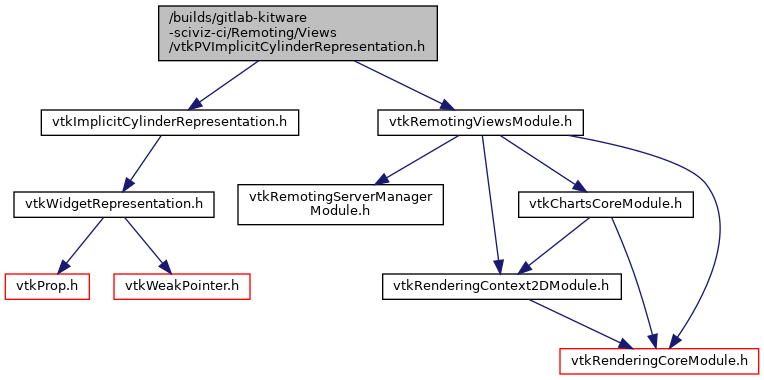 /builds/gitlab-kitware
-sciviz-ci/Remoting/Views
/vtkPVImplicitCylinderRepresentation.h
vtkImplicitCylinderRepresentation.h
vtkRemotingViewsModule.h
vtkWidgetRepresentation.h
vtkRemotingServerManager
Module.h
vtkChartsCoreModule.h
vtkProp.h
vtkWeakPointer.h
vtkRenderingContext2DModule.h
vtkRenderingCoreModule.h